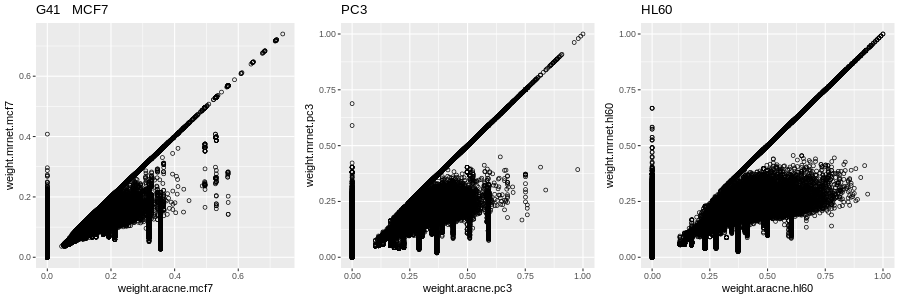 G41 MCF7
weight.mrnet.mcf7
0.6
0.4
0.2
0.0
0.0 0.2 0.4 0.6
weight.aracne.mcf7
PC3
weight.mrnet.pc3
1.00
0.75
0.50
0.25
0.00
0.00 0.25 0.50 0.75 1.00
weight.aracne.pc3
HL60
weight.mrnet.hl60
1.00
0.75
0.50
0.25
0.00
0.00 0.25 0.50 0.75 1.00
weight.aracne.hl60